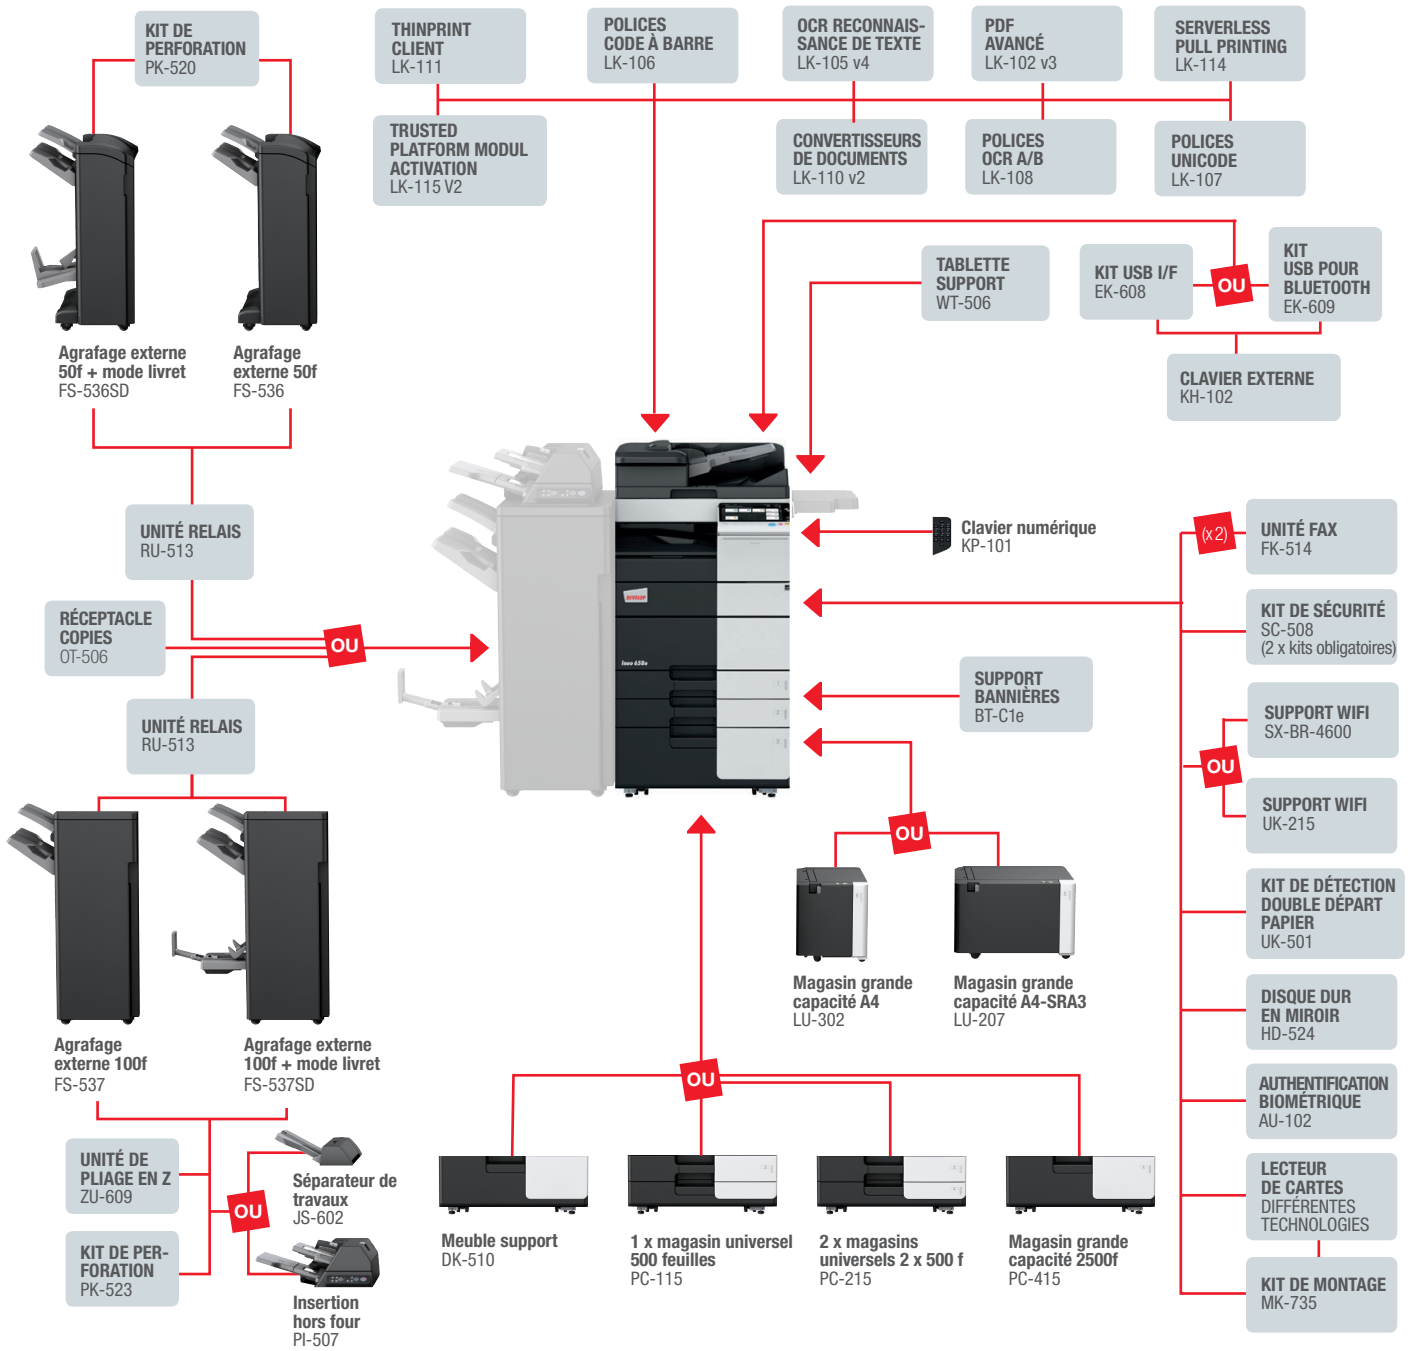 KIT DE
PERFORATION
PK-520
THINPRINT
CLIENT
LK-111
POLICES
CODE À BARRE
LK-106
OCR RECONNAIS-
SANCE DE TEXTE
LK-105 v4
PDF
AVANCÉ
LK-102 v3
SERVERLESS
PULL PRINTING
LK-114
TRUSTED
PLATFORM MODUL
ACTIVATION
LK-115 V2
CONVERTISSEURS
DE DOCUMENTS
LK-110 v2
POLICES
OCR A/B
LK-108
POLICES
UNICODE
LK-107
TABLETTE
SUPPORT
WT-506
KIT USB I/F
EK-608
OU
KIT
USB POUR
BLUETOOTH
EK-609
CLAVIER EXTERNE
KH-102
Agrafage externe
50f + mode livret
FS-536SD
Agrafage
externe 50f
FS-536
UNITÉ RELAIS
RU-513
RÉCEPTACLE
COPIES
OT-506
OU
UNITÉ RELAIS
RU-513
DEVELOP
ineo 658e
Clavier numérique
KP-101
(x2)
UNITÉ FAX
FK-514
KIT DE SÉCURITÉ
SC-508
(2 x kits obligatoires)
SUPPORT
BANNIÈRES
BT-C1e
SUPPORT WIFI
SX-BR-4600
OU
SUPPORT WIFI
UK-215
OU
Magasin grande
capacité A4
LU-302
Magasin grande
capacité A4-SRA3
LU-207
KIT DE DÉTECTION
DOUBLE DÉPART
PAPIER
UK-501
DISQUE DUR
EN MIROIR
HD-524
AUTHENTIFICATION
BIOMÉTRIQUE
AU-102
LECTEUR
DE CARTES
DIFFÉRENTES
TECHNOLOGIES
KIT DE MONTAGE
MK-735
Agrafage
externe 100f
FS-537
Agrafage externe
100f + mode livret
FS-537SD
UNITÉ DE
PLIAGE EN Z
ZU-609
KIT DE PER-
FORATION
PK-523
OU
Séparateur de
travaux
JS-602
Insertion
hors four
PI-507
OU
Meuble support
DK-510
1 x magasin universel
500 feuilles
PC-115
2 x magasins
universels 2 x 500 f
PC-215
Magasin grande
capacité 2500f
PC-415